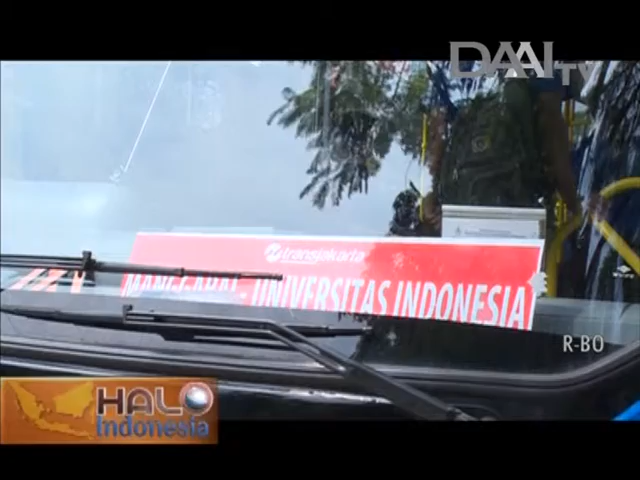 DAAI TV
transjakarta
MANGGARAI - UNIVERSITAS INDONESIA
R-BO
HALO
Indonesia